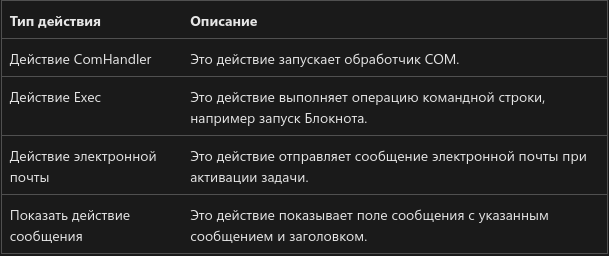 Тип действия Описание
Действие ComHandler Это действие запускает обработчик COM.
Действие Exec Это действие выполняет операцию командной строки,
например запуск Блокнота.
Действие электронной Это действие отправляет сообщение электронной почты при
почты активации задачи.
Показать действие Это действие показывает поле сообщения с указанным
сообщения сообщением и заголовком.